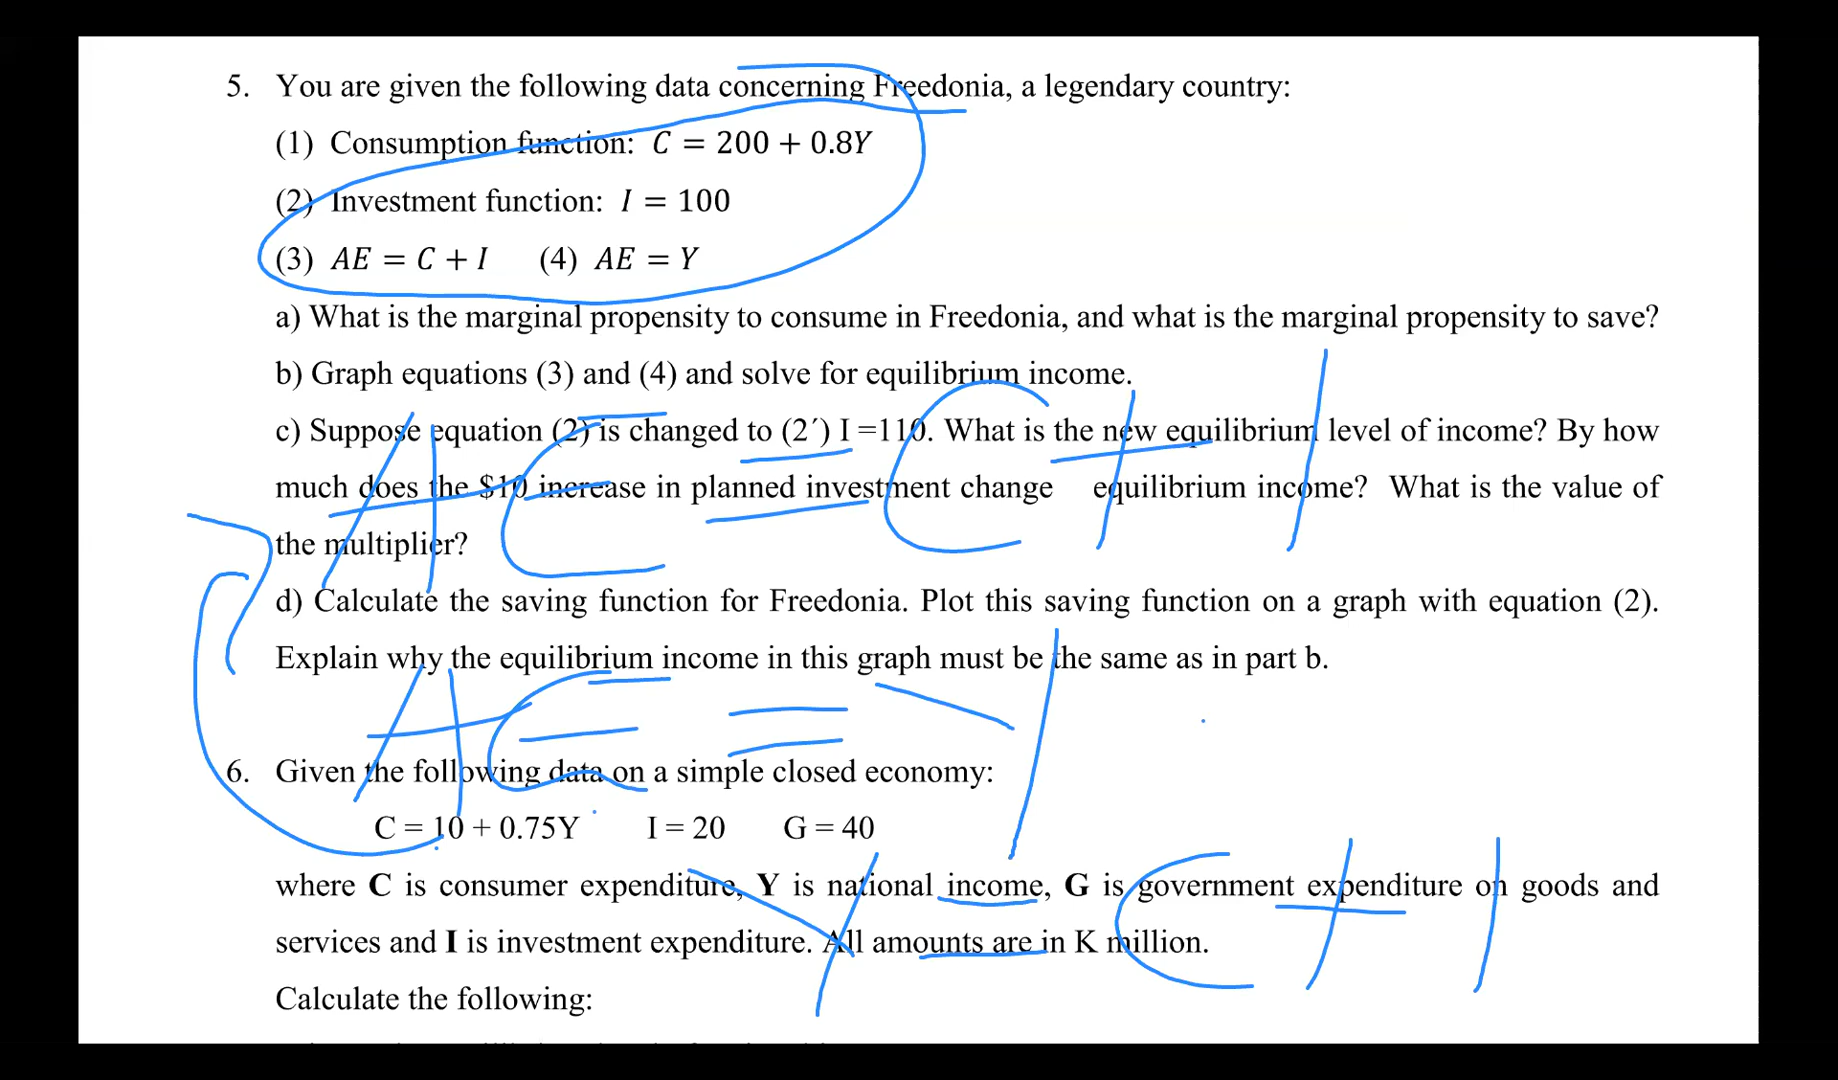 5. You are given the following data concerning Freedonia, a legendary country:
(1) Consumption function: C = 200 + 0.8Y
(2) Investment function: I = 100
(3) AE = C + I (4) AE = Y
a) What is the marginal propensity to consume in Freedonia, and what is the marginal propensity to save?
b) Graph equations (3) and (4) and solve for equilibrium income.
c) Suppose equation (2) is changed to (2´) I =110. What is the new equilibrium level of income? By how
much does the $10 increase in planned investment change equilibrium income? What is the value of
the multiplier?
AE C+I
d) Calculate the saving function for Freedonia. Plot this saving function on a graph with equation (2).
Explain why the equilibrium income in this graph must be the same as in part b.
AE = Y
6. Given the following data on a simple closed economy:
C = 10 + 0.75Y I = 20 G = 40
where C is consumer expenditure, Y is national income, G is government expenditure on goods and
services and I is investment expenditure. All amounts are in K million.
Y = C+I
Calculate the following: